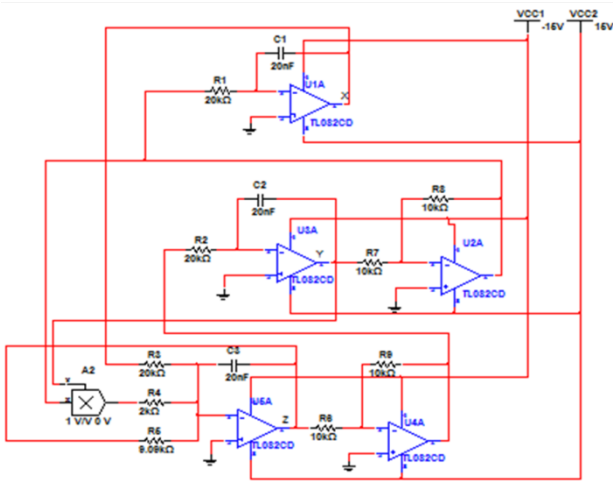 VCC1 VCC2
-15V 15V
C1
20nF
R1
20kΩ
U1A
X
TL082CD
C2
20nF
R8
10kΩ
R2
20kΩ
U3A
Y
R7
10kΩ
U2A
TL082CD
TL082CD
R3
20kΩ
C3
20nF
R9
10kΩ
A2
Y
X
1 V/V 0 V
R4
2kΩ
R5
9.09kΩ
U5A
Z
R6
10kΩ
U4A
TL082CD
TL082CD